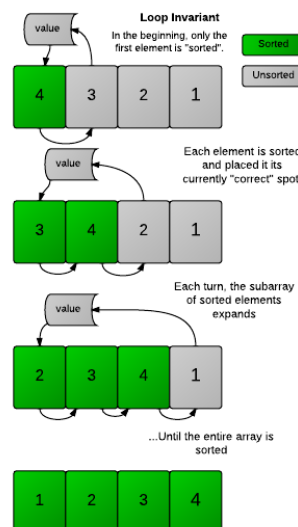 Loop Invariant
value
In the beginning, only the
first element is "sorted".
Sorted
Unsorted
4 3 2 1
value
Each element is sorted
and placed it its
currently "correct" spot
3 4 2 1
Each turn, the subarray
of sorted elements
expands
value
2 3 4 1
...Until the entire array is
sorted
1 2 3 4